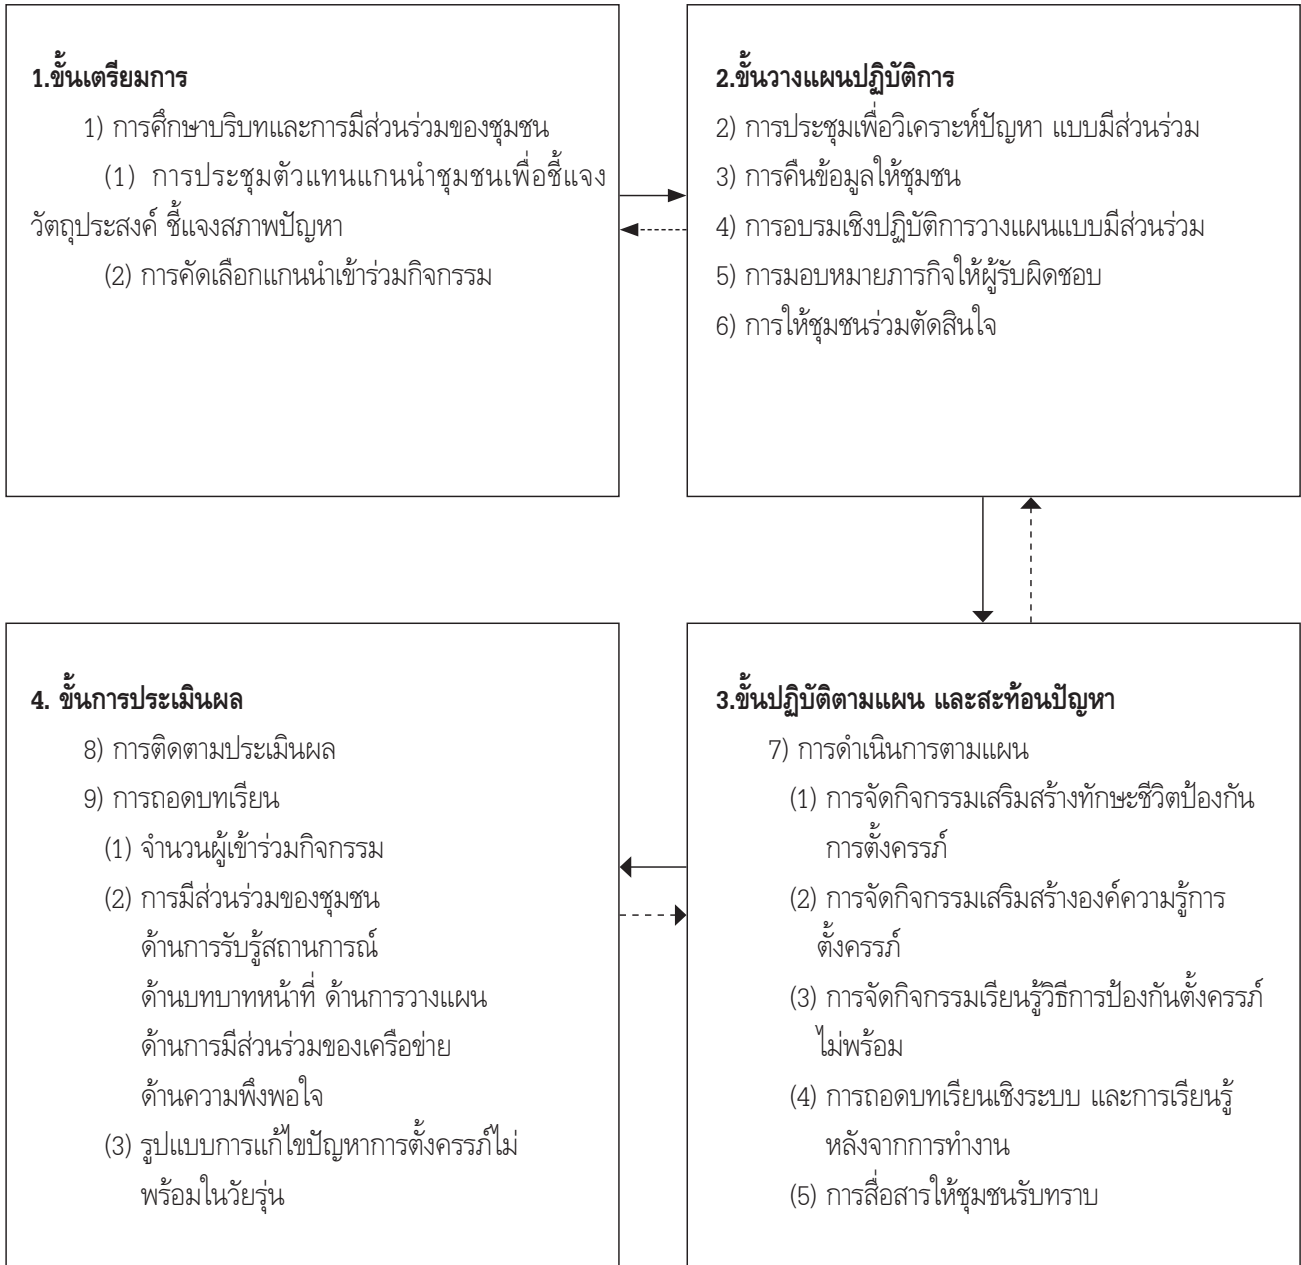 1.ขั้นเตรียมการ
1) การศึกษาบริบทและการมีส่วนร่วมของชุมชน
(1) การประชุมตัวแทนแกนนำชุมชนเพื่อชี้แจง
วัตถุประสงค์ ชี้แจงสภาพปัญหา
(2) การคัดเลือกแกนนำเข้าร่วมกิจกรรม
2.ขั้นวางแผนปฏิบัติการ
2) การประชุมเพื่อวิเคราะห์ปัญหา แบบมีส่วนร่วม
3) การคืนข้อมูลให้ชุมชน
4) การอบรมเชิงปฏิบัติการวางแผนแบบมีส่วนร่วม
5) การมอบหมายภารกิจให้ผู้รับผิดชอบ
6) การให้ชุมชนร่วมตัดสินใจ
3.ขั้นปฏิบัติตามแผน และสะท้อนปัญหา
7) การดำเนินการตามแผน
(1) การจัดกิจกรรมเสริมสร้างทักษะชีวิตป้องกัน
การตั้งครรภ์
(2) การจัดกิจกรรมเสริมสร้างองค์ความรู้การ
ตั้งครรภ์
(3) การจัดกิจกรรมเรียนรู้วิธีการป้องกันตั้งครรภ์
ไม่พร้อม
(4) การถอดบทเรียนเชิงระบบ และการเรียนรู้
หลังจากการทำงาน
(5) การสื่อสารให้ชุมชนรับทราบ
4. ขั้นการประเมินผล
8) การติดตามประเมินผล
9) การถอดบทเรียน
(1) จำนวนผู้เข้าร่วมกิจกรรม
(2) การมีส่วนร่วมของชุมชน
ด้านการรับรู้สถานการณ์
ด้านบทบาทหน้าที่ ด้านการวางแผน
ด้านการมีส่วนร่วมของเครือข่าย
ด้านความพึงพอใจ
(3) รูปแบบการแก้ไขปัญหาการตั้งครรภ์ไม่
พร้อมในวัยรุ่น